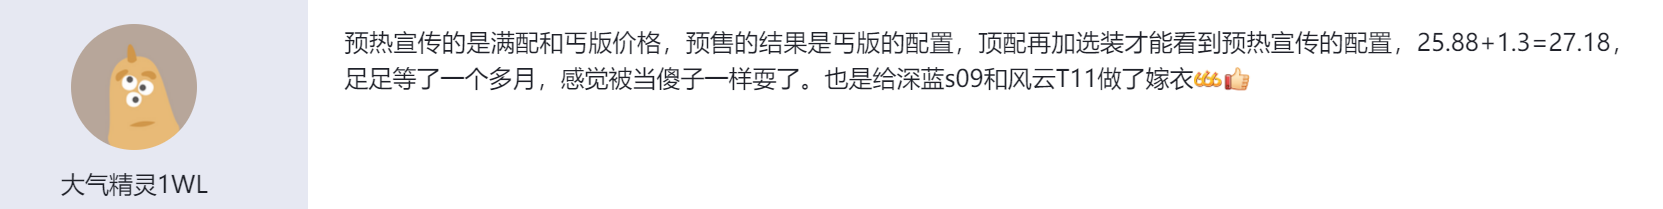 预热宣传的是满配和丐版价格，预售的结果是丐版的配置，顶配再加选装才能看到预热宣传的配置，25.88+1.3=27.18，
足足等了一个多月，感觉被当傻子一样耍了。也是给深蓝s09和风云T11做了嫁衣
大气精灵1WL